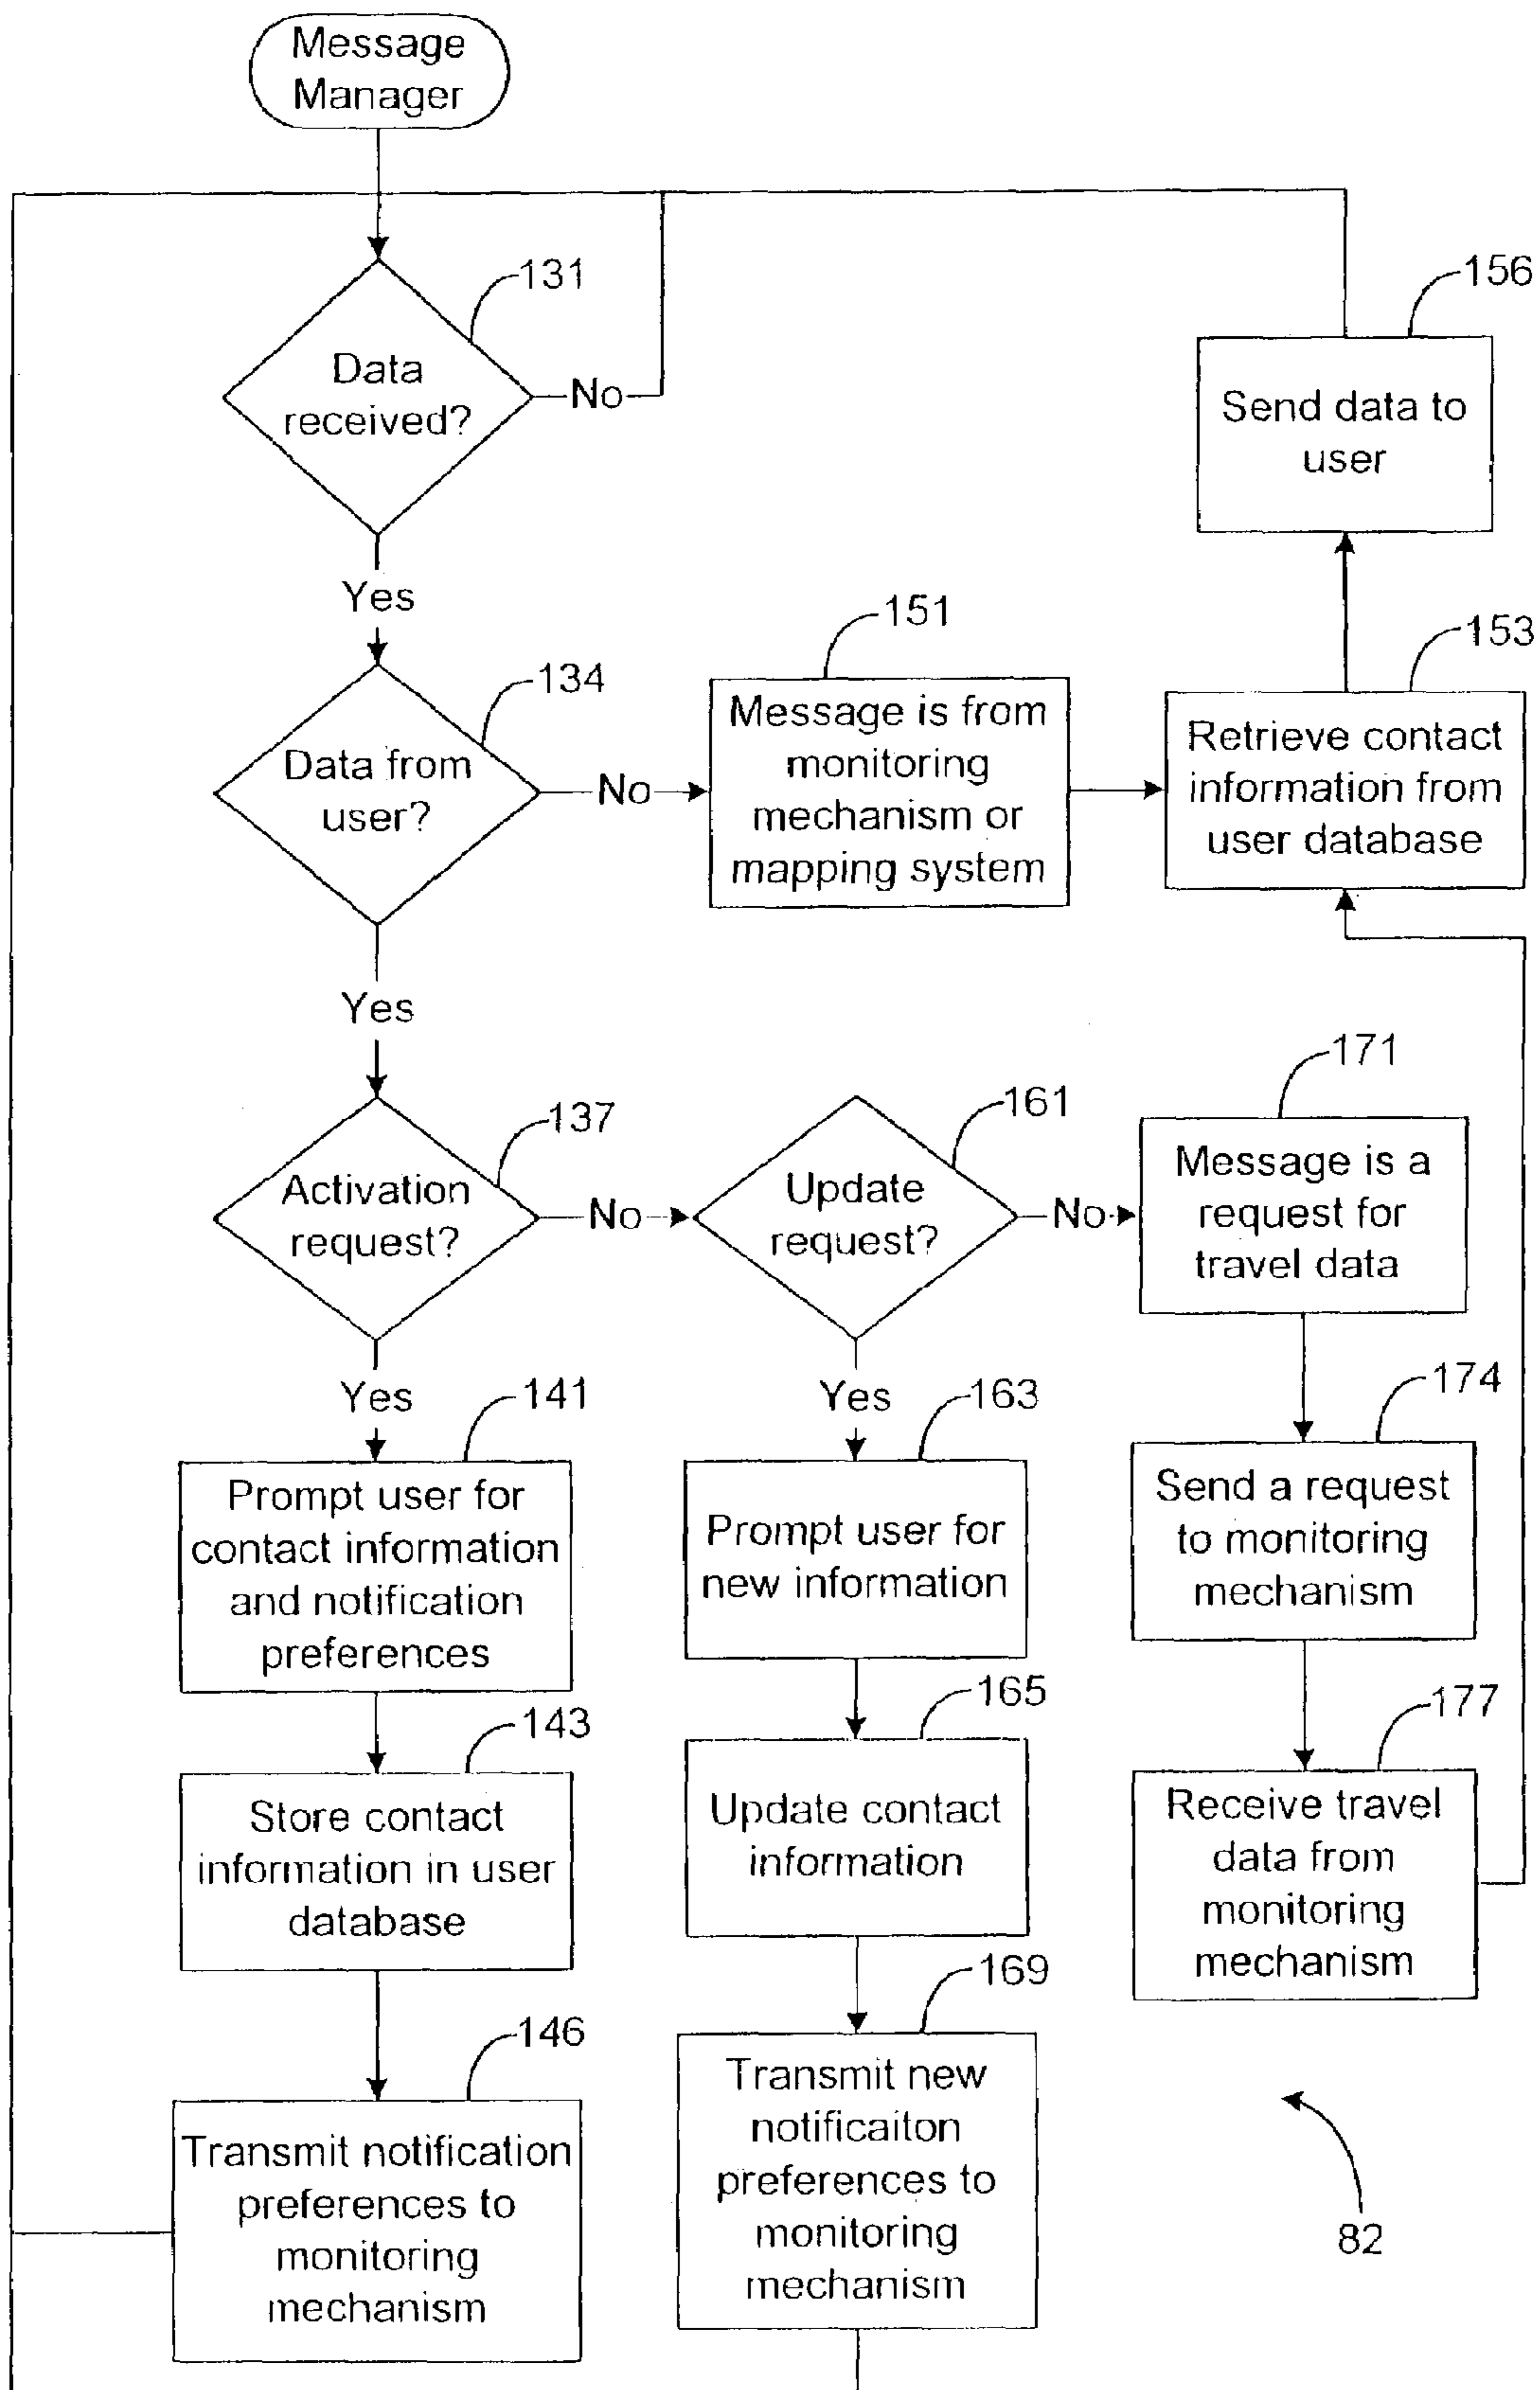 Message
Manager
131
Data
received?
No
156
Send data to
user
Yes
134
Data from
user?
No
151
Message is from
monitoring
mechanism or
mapping system
153
Retrieve contact
information from
user database
Yes
137
Activation
request?
No
161
Update
request?
No
171
Message is a
request for
travel data
Yes
141
Prompt user for
contact information
and notification
preferences
Yes
163
Prompt user for
new information
174
Send a request
to monitoring
mechanism
143
Store contact
information in user
database
165
Update contact
information
177
Receive travel
data from
monitoring
mechanism
146
Transmit notification
preferences to
monitoring
mechanism
169
Transmit new
notificaiton
preferences to
monitoring
mechanism
82